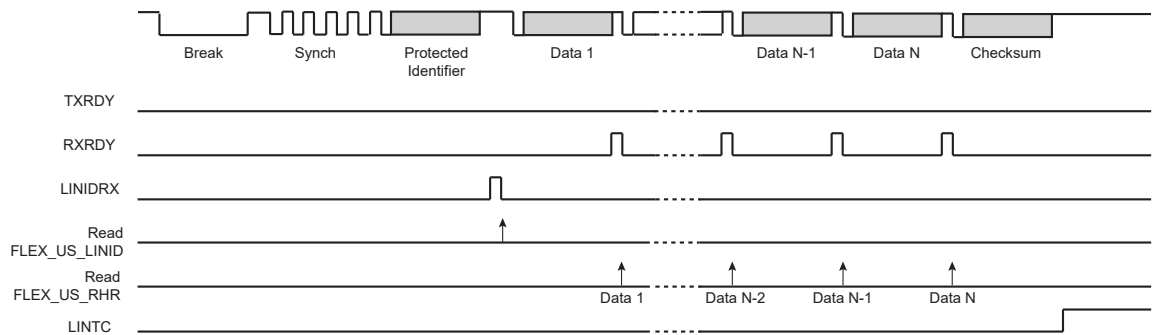 Break
Synch
Protected
Identifier
Data 1
Data N-1
Data N
Checksum
TXRDY
RXRDY
LINIDRX
Read
FLEX_US_LINID
Read
FLEX_US_RHR
Data 1
Data N-2
Data N-1
Data N
LINTC